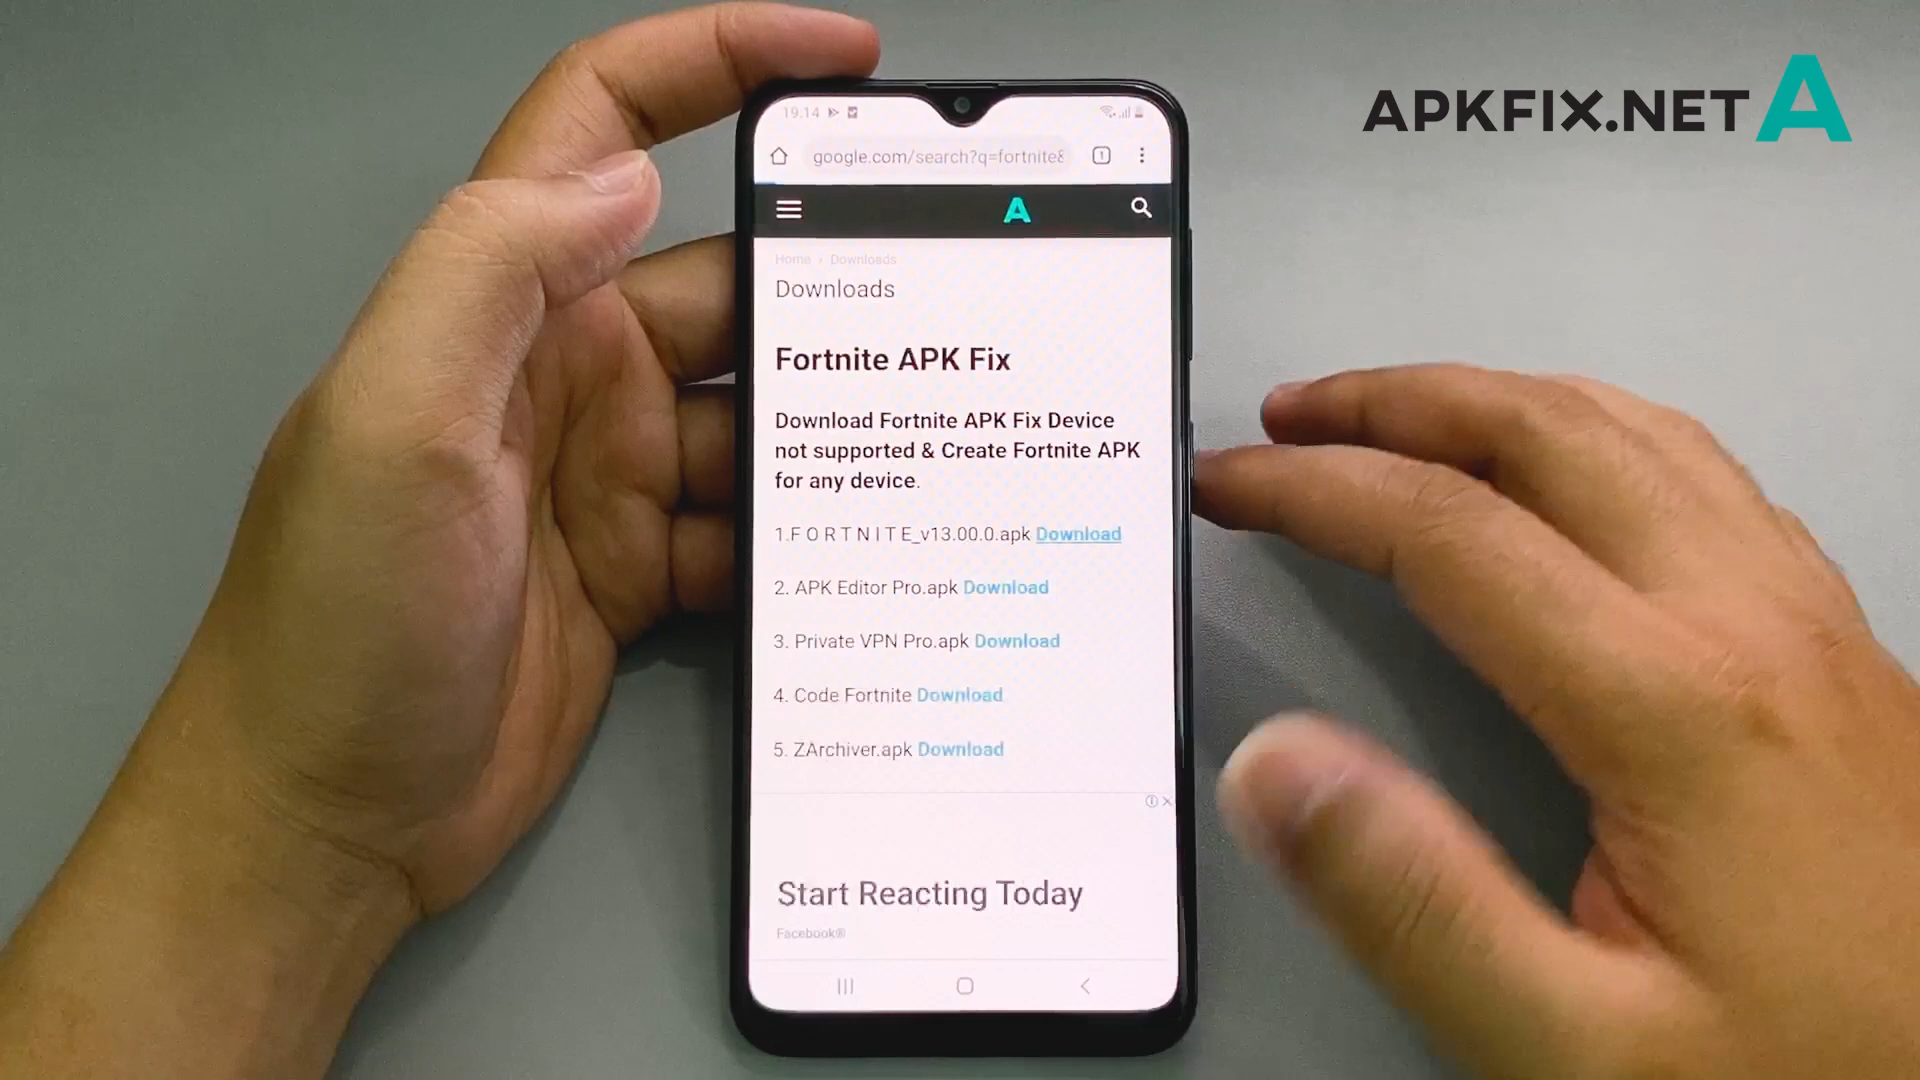 APKFIX.NET A
19.14
google.com/search?q=fortnite8
1
A
Home › Downloads
Downloads
Fortnite APK Fix
Download Fortnite APK Fix Device
not supported & Create Fortnite APK
for any device.
1.F O R T N I T E_v13.00.0.apk Download
2. APK Editor Pro.apk Download
3. Private VPN Pro.apk Download
4. Code Fortnite Download
5. ZArchiver.apk Download
Start Reacting Today
Facebook®